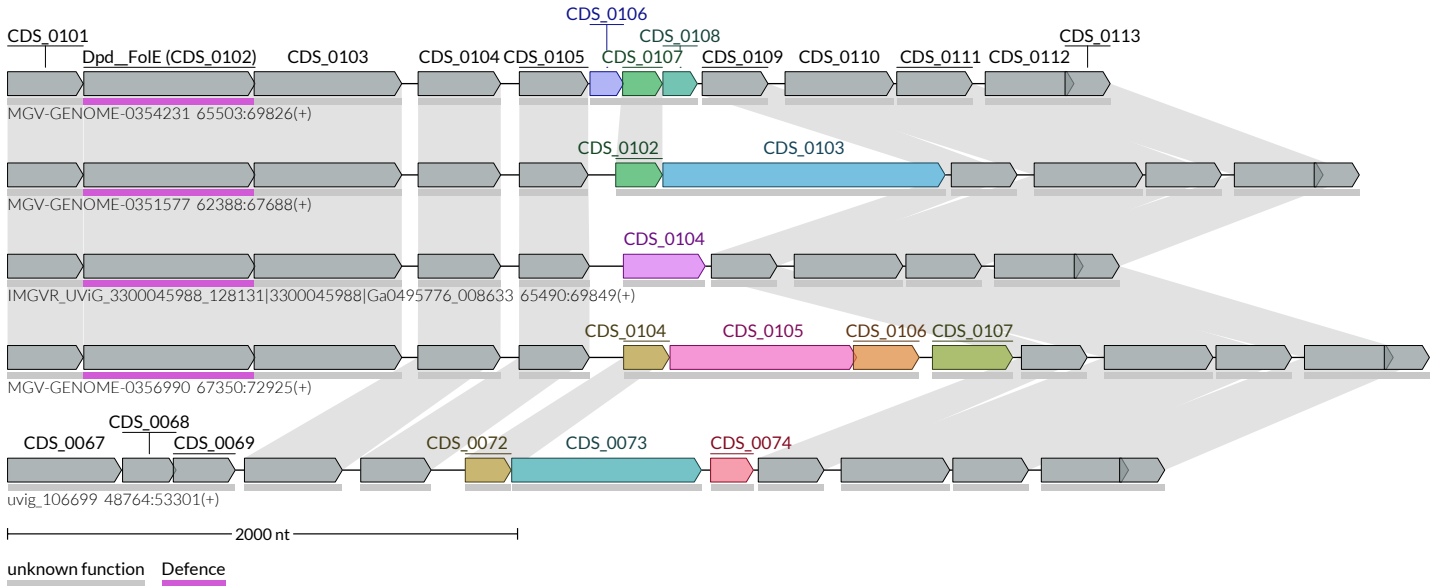 CDS_0106
CDS_0101 CDS_0108 CDS_0113
Dpd__FolE (CDS_0102) CDS_0103 CDS_0104 CDS_0105 CDS_0107 CDS_0109 CDS_0110 CDS_0111 CDS_0112
MGV-GENOME-0354231 65503:69826(+)
CDS_0102 CDS_0103
MGV-GENOME-0351577 62388:67688(+)
CDS_0104
IMGVR_UViG_3300045988_128131|3300045988|Ga0495776_008633 65490:69849(+)
CDS_0104 CDS_0105 CDS_0106 CDS_0107
MGV-GENOME-0356990 67350:72925(+)
CDS_0068
CDS_0067 CDS_0069 CDS_0072 CDS_0073 CDS_0074
uvig_106699 48764:53301(+)
2000 nt
unknown function Defence